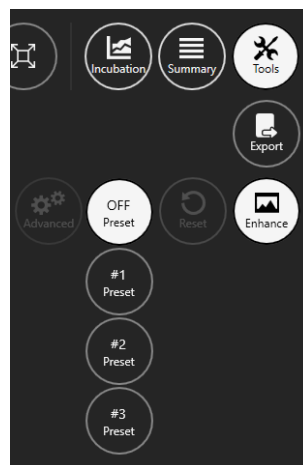 Incubation
Summary
Tools
Export
Advanced
OFF
Preset
Reset
Enhance
#1
Preset
#2
Preset
#3
Preset